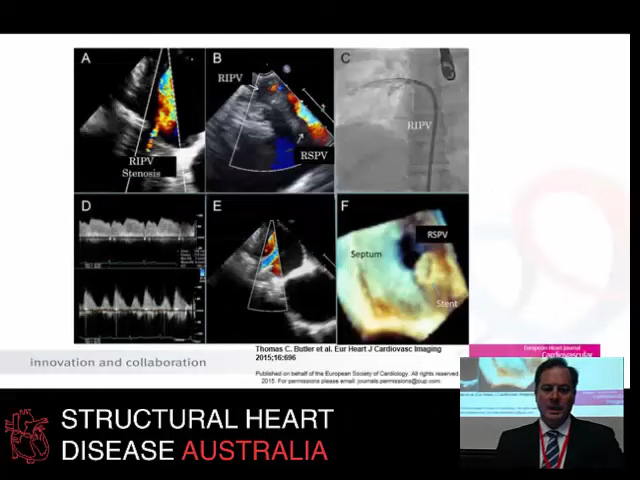 A
B
C
RIPV
RIPV
RIPV
Stenosis
RSPV
D
E
F
RSPV
Septum
Stent
Thomas C. Butler et al. Eur Heart J Cardiovasc Imaging
2015;16:696
European Heart Journal
Cardiovascular
innovation and collaboration
Published on behalf of the European Society of Cardiology. All rights reserved.
2015. For permissions please email: journals.permissions@oup.com
STRUCTURAL HEART
DISEASE AUSTRALIA